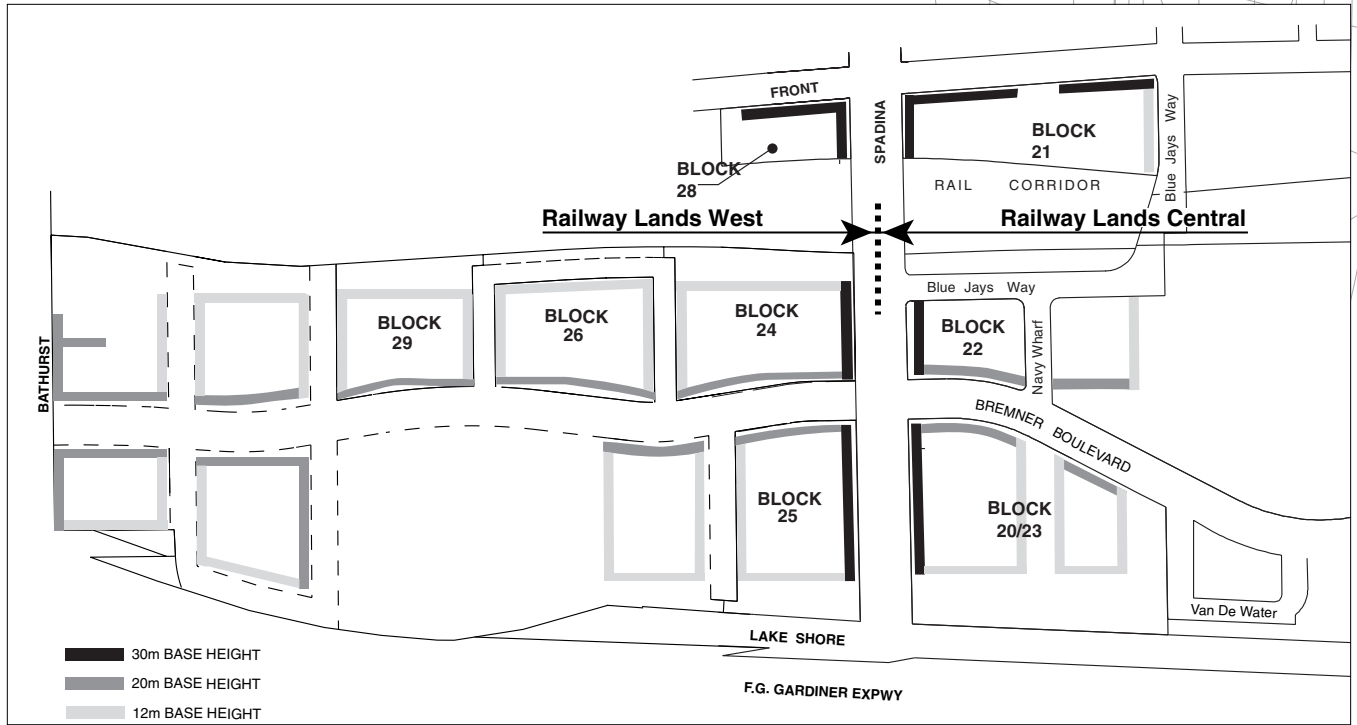 FRONT
SPADINA
Blue Jays Way
BLOCK
21
BLOCK
28
RAIL CORRIDOR
Railway Lands West
Railway Lands Central
Blue Jays Way
BATHURST
BLOCK
29
BLOCK
26
BLOCK
24
BLOCK
22
Navy Wharf
BREMNER BOULEVARD
BLOCK
25
BLOCK
20/23
Van De Water
LAKE SHORE
F.G. GARDINER EXPWY
30m BASE HEIGHT
20m BASE HEIGHT
12m BASE HEIGHT